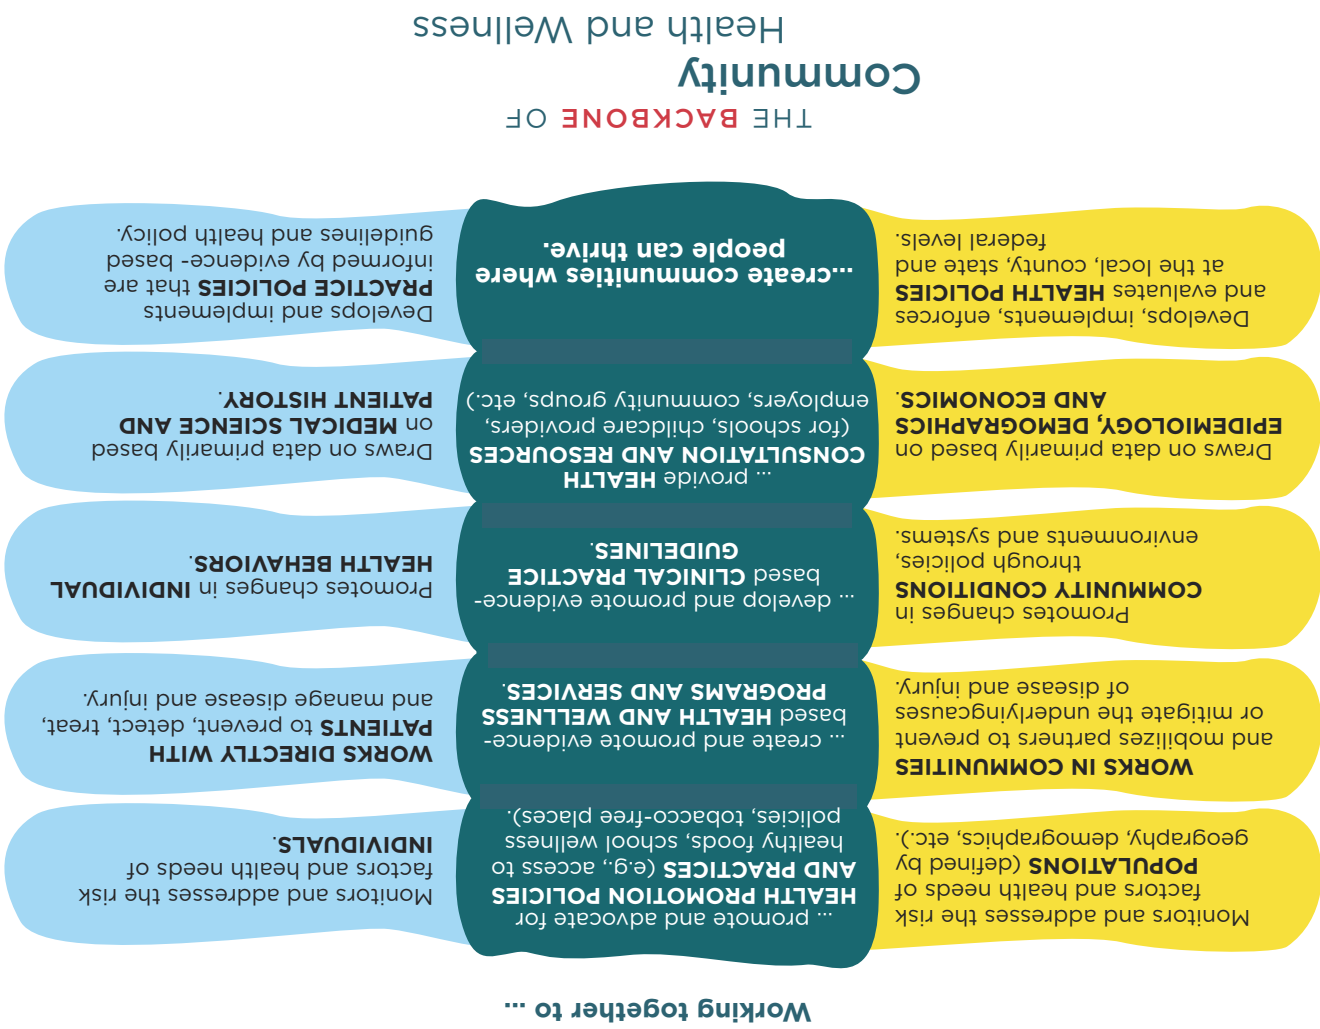 Working together to ...
Monitors and addresses the risk
factors and health needs of
POPULATIONS (defined by
geography, demographics, etc.).
... promote and advocate for
HEALTH PROMOTION POLICIES
AND PRACTICES (e.g., access to
healthy foods, school wellness
policies, tobacco-free places).
Monitors and addresses the risk
factors and health needs of
INDIVIDUALS.
WORKS IN COMMUNITIES
and mobilizes partners to prevent
or mitigate the underlyingcauses
of disease and injury.
... create and promote evidence-
based HEALTH AND WELLNESS
PROGRAMS AND SERVICES.
WORKS DIRECTLY WITH
PATIENTS to prevent, detect, treat,
and manage disease and injury.
Promotes changes in
COMMUNITY CONDITIONS
through policies,
environments and systems.
... develop and promote evidence-
based CLINICAL PRACTICE
GUIDELINES.
Promotes changes in INDIVIDUAL
HEALTH BEHAVIORS.
Draws on data primarily based on
EPIDEMIOLOGY, DEMOGRAPHICS
AND ECONOMICS.
... provide HEALTH
CONSULTATION AND RESOURCES
(for schools, childcare providers,
employers, community groups, etc.)
Draws on data primarily based
on MEDICAL SCIENCE AND
PATIENT HISTORY.
Develops, implements, enforces
and evaluates HEALTH POLICIES
at the local, county, state and
federal levels.
...create communities where
people can thrive.
Develops and implements
PRACTICE POLICIES that are
informed by evidence- based
guidelines and health policy.
THE BACKBONE OF
Community
Health and Wellness